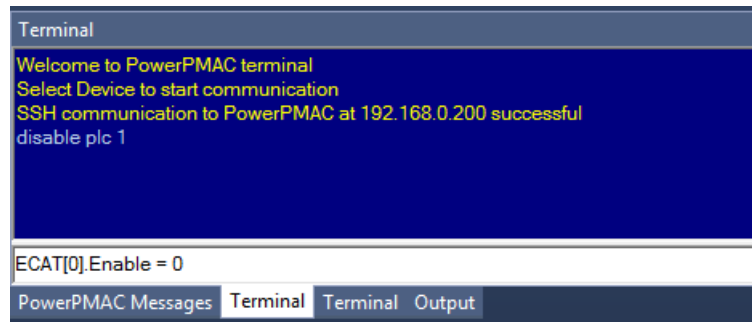 Terminal
Welcome to PowerPMAC terminal
Select Device to start communication
SSH communication to PowerPMAC at 192.168.0.200 successful
disable plc 1
ECAT[0].Enable = 0
PowerPMAC Messages Terminal Terminal Output